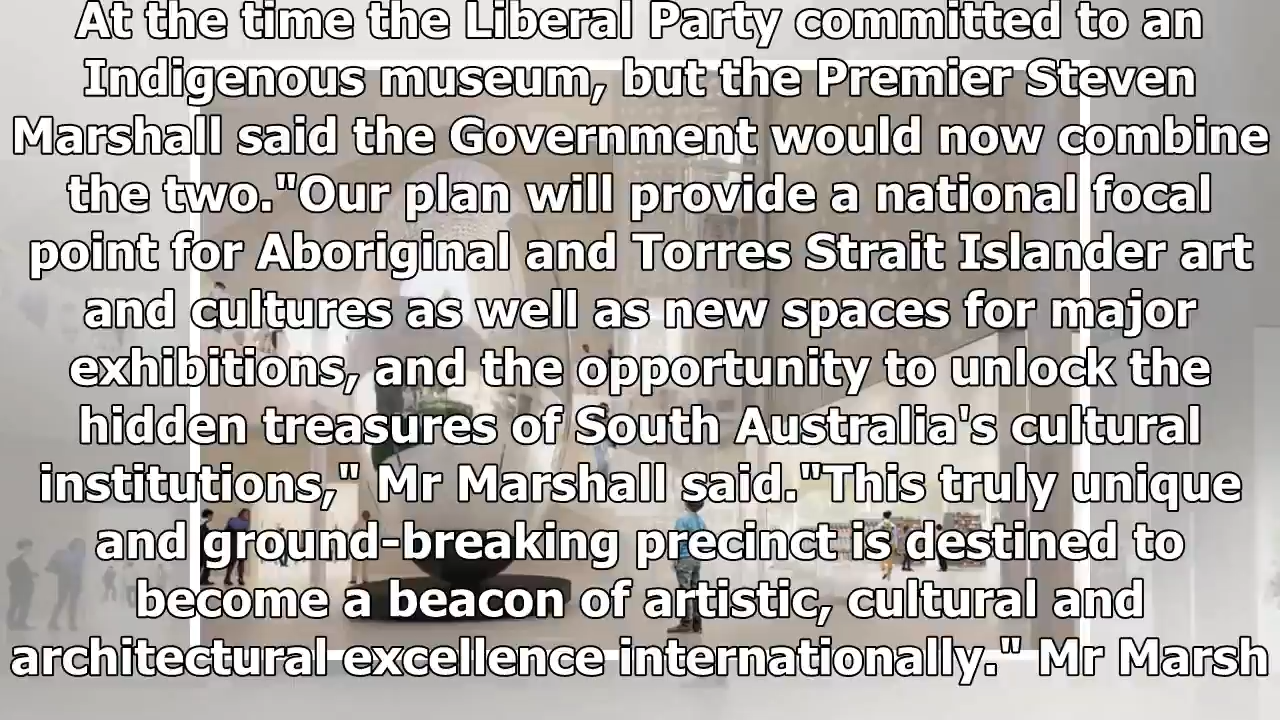 At the time the Liberal Party committed to an
Indigenous museum, but the Premier Steven
Marshall said the Government would now combine
the two."Our plan will provide a national focal
point for Aboriginal and Torres Strait Islander art
and cultures as well as new spaces for major
exhibitions, and the opportunity to unlock the
hidden treasures of South Australia's cultural
institutions," Mr Marshall said."This truly unique
and ground-breaking precinct is destined to
become a beacon of artistic, cultural and
architectural excellence internationally." Mr Marsh